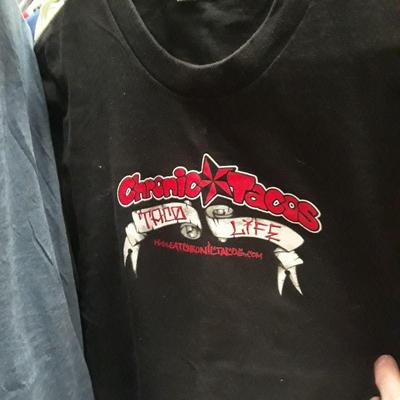 Chronic Tacos
TACO LIFE
WWW.EATCHRONICTACOS.COM